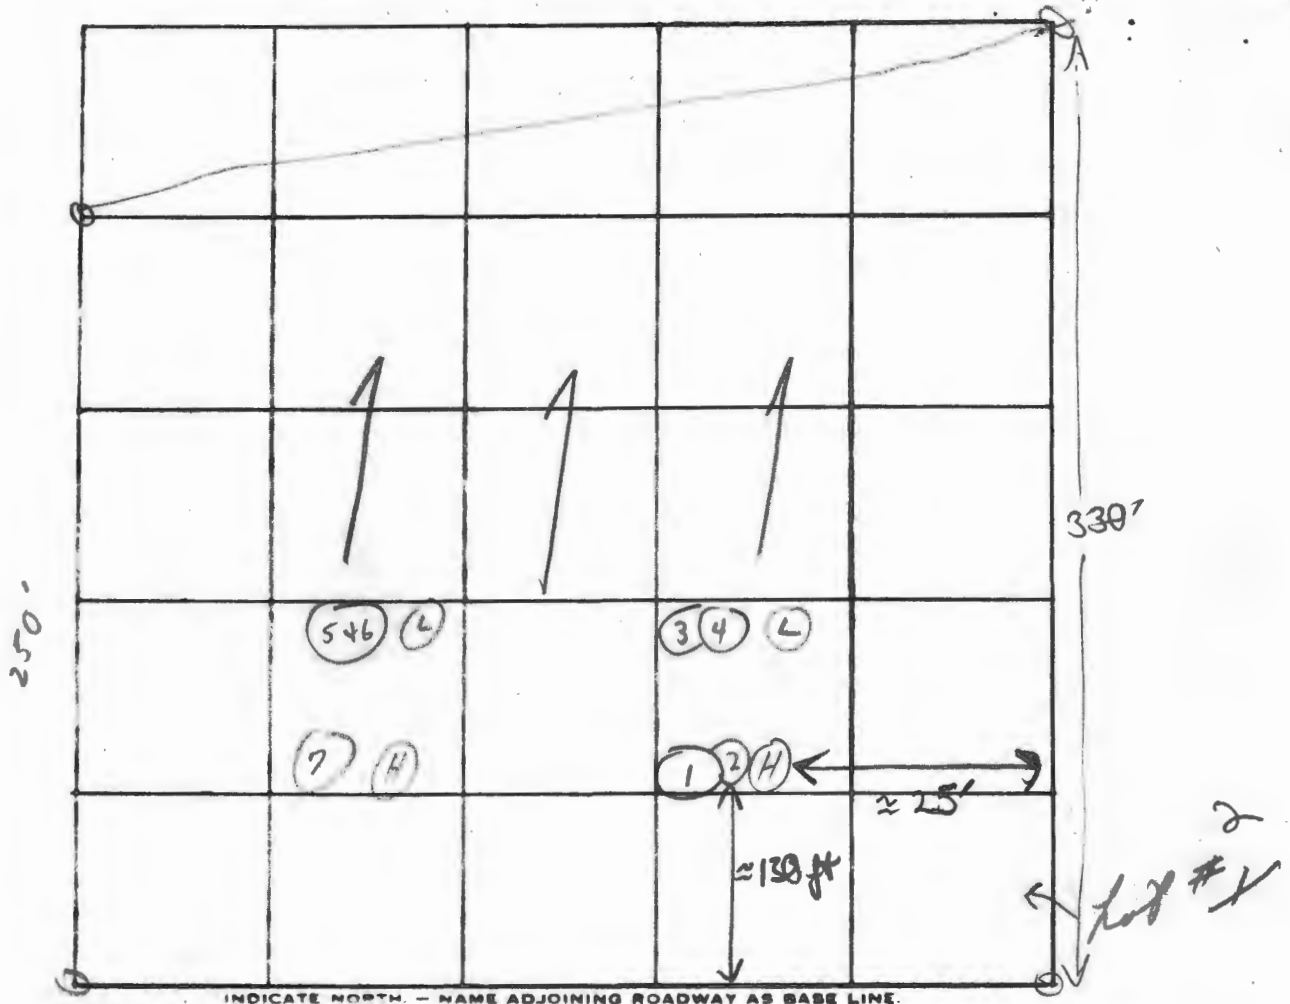 330'
250'
5+6 L
3 4 L
7 H
1 2 H
≈ 25'
≈130 ft
2
Lot # 1
INDICATE NORTH. — NAME ADJOINING ROADWAY AS BASE LINE.